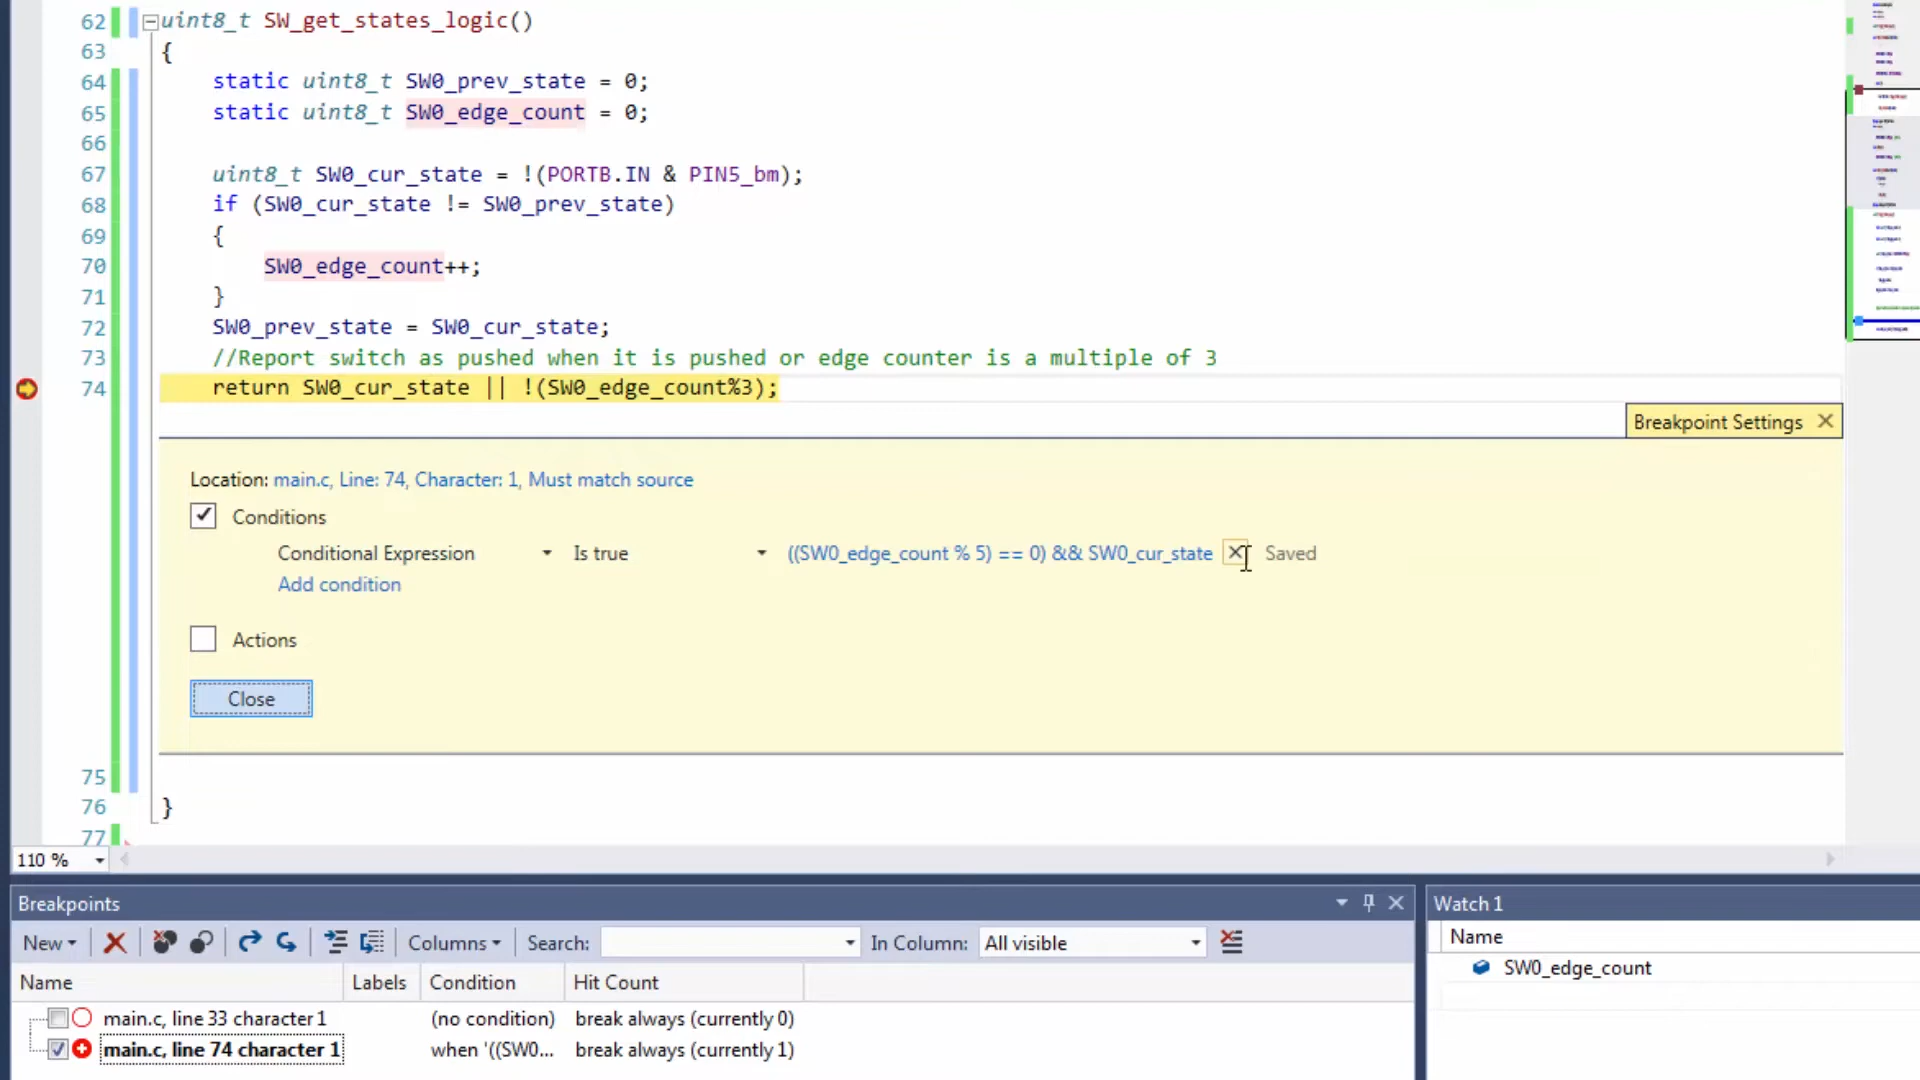 62 uint8_t SW_get_states_logic()
63 {
64 static uint8_t SW0_prev_state = 0;
65 static uint8_t SW0_edge_count = 0;
66
67 uint8_t SW0_cur_state = !(PORTB.IN & PIN5_bm);
68 if (SW0_cur_state != SW0_prev_state)
69 {
70 SW0_edge_count++;
71 }
72 SW0_prev_state = SW0_cur_state;
73 //Report switch as pushed when it is pushed or edge counter is a multiple of 3
74 return SW0_cur_state || !(SW0_edge_count%3);
Breakpoint Settings
Location: main.c, Line: 74, Character: 1, Must match source
Conditions
Conditional Expression Is true ((SW0_edge_count % 5) == 0) && SW0_cur_state Saved
Add condition
Actions
Close
75
76 }
77
110 %
Breakpoints
New Columns Search: In Column: All visible
Name Labels Condition Hit Count
main.c, line 33 character 1 (no condition) break always (currently 0)
main.c, line 74 character 1 when '((SW0... break always (currently 1)
Watch 1
Name
SW0_edge_count